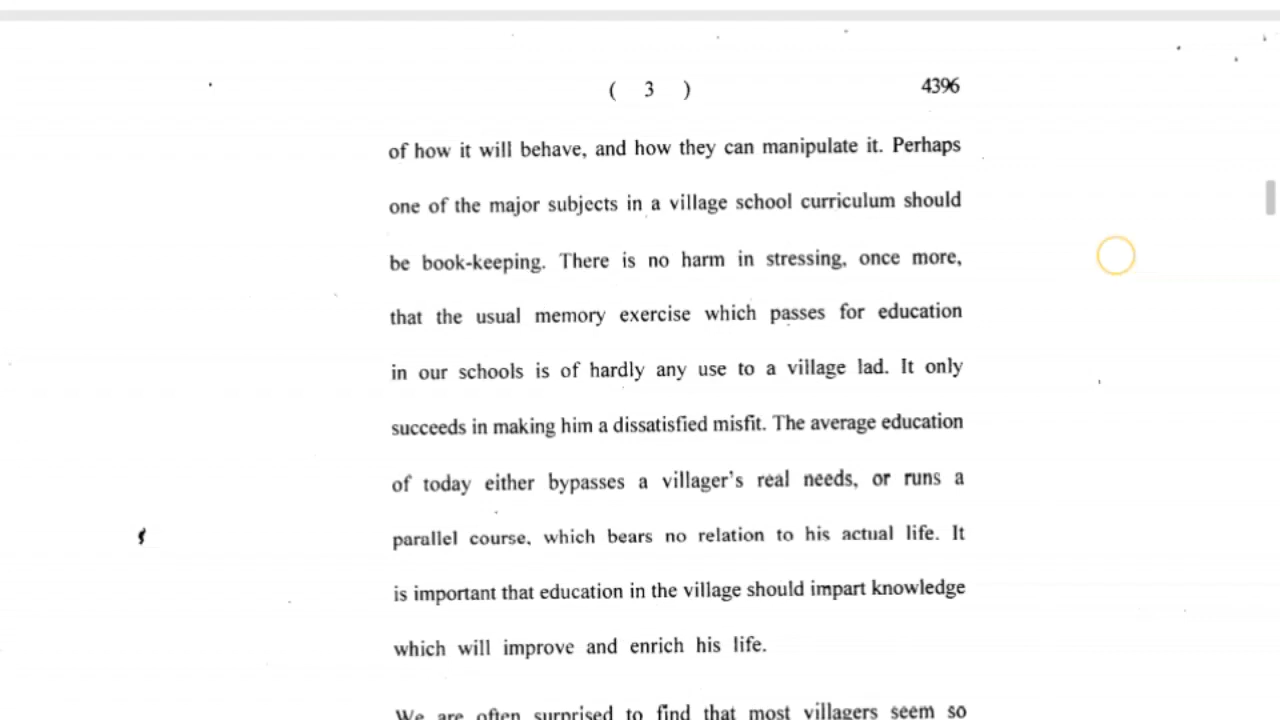 ( 3 ) 4396
of how it will behave, and how they can manipulate it. Perhaps
one of the major subjects in a village school curriculum should
be book-keeping. There is no harm in stressing, once more,
that the usual memory exercise which passes for education
in our schools is of hardly any use to a village lad. It only
succeeds in making him a dissatisfied misfit. The average education
of today either bypasses a villager's real needs, or runs a
parallel course, which bears no relation to his actual life. It
is important that education in the village should impart knowledge
which will improve and enrich his life.
We are often surprised to find that most villagers seem so